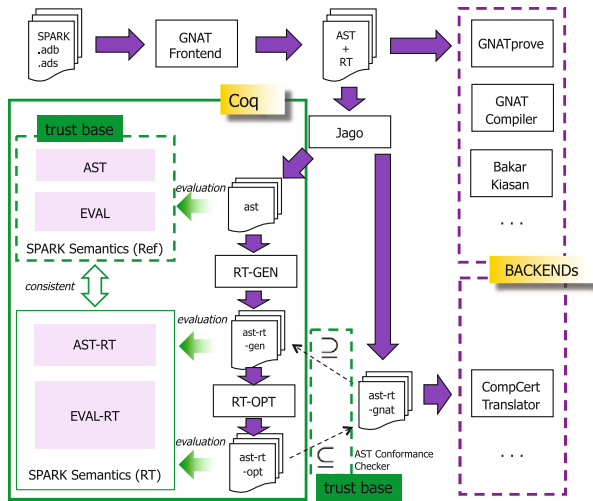 SPARK
.adb
.ads
GNAT
Frontend
AST
+
RT
GNATprove
GNAT
Compiler
Bakar
Kiasan
. . .
BACKENDs
CompCert
Translator
. . .
Coq
Jago
trust base
AST
EVAL
SPARK Semantics (Ref)
evaluation
ast
RT-GEN
consistent
evaluation
AST-RT
EVAL-RT
SPARK Semantics (RT)
ast-rt
-gen
RT-OPT
evaluation
ast-rt
-opt
⊇
⊆
ast-rt
-gnat
AST Conformance
Checker
trust base